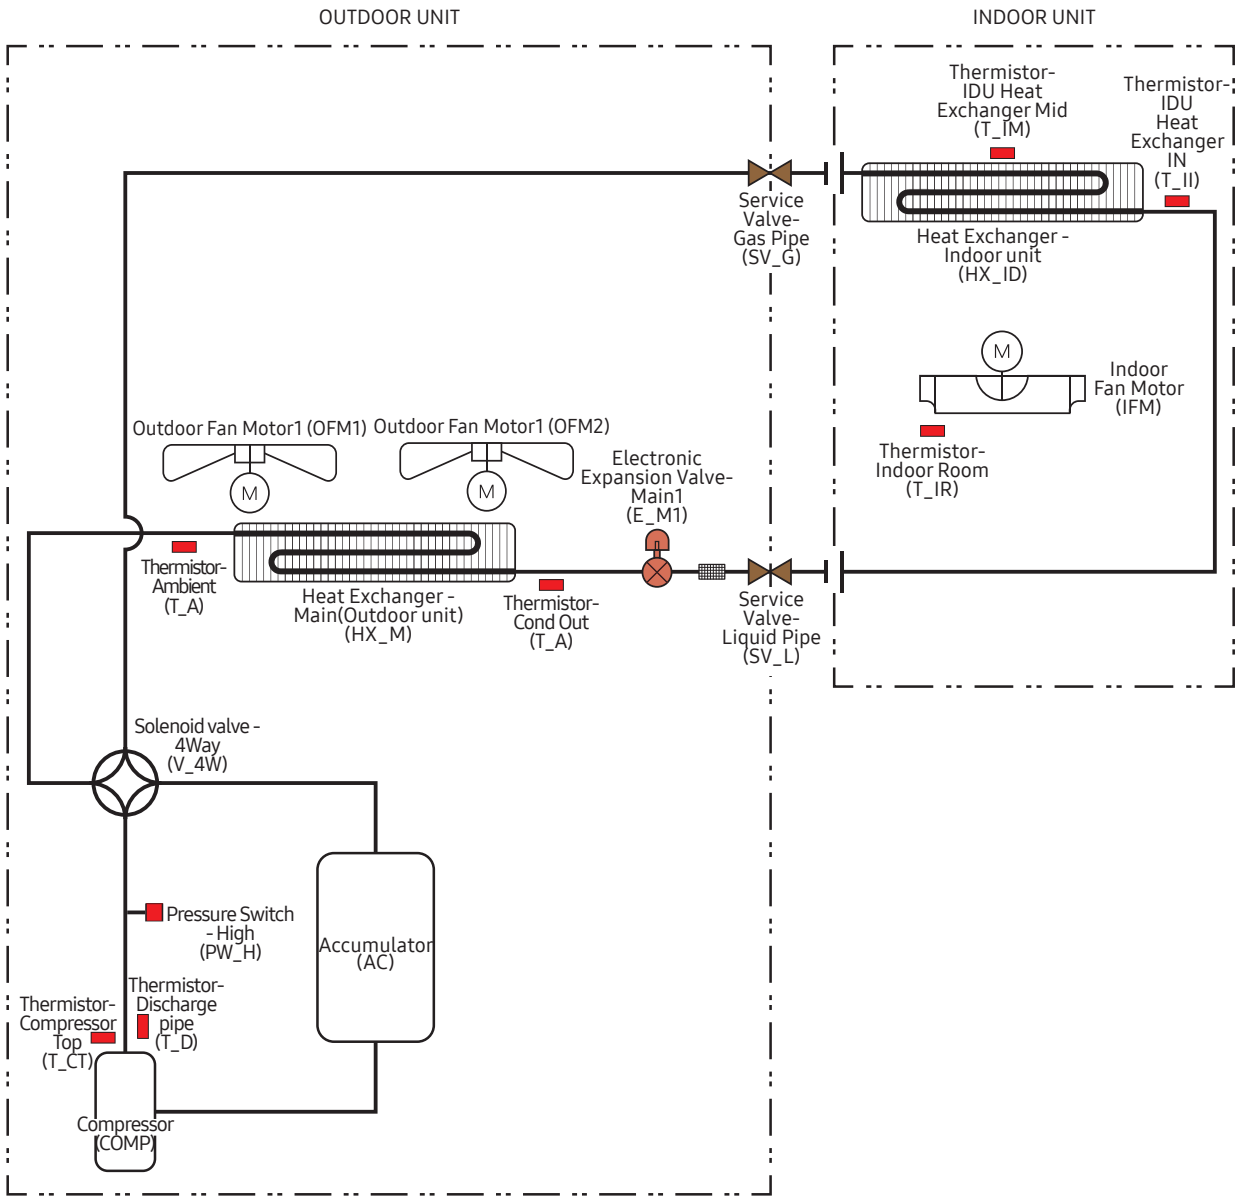 OUTDOOR UNIT
INDOOR UNIT
Thermistor-
IDU Heat
Exchanger Mid
(T_IM)
Thermistor-
IDU
Heat
Exchanger
IN
(T_II)
Service
Valve-
Gas Pipe
(SV_G)
Heat Exchanger -
Indoor unit
(HX_ID)
M
Indoor
Fan Motor
(IFM)
Thermistor-
Indoor Room
(T_IR)
Outdoor Fan Motor1 (OFM1)
M
Outdoor Fan Motor1 (OFM2)
M
Electronic
Expansion Valve-
Main1
(E_M1)
Thermistor-
Ambient
(T_A)
Heat Exchanger -
Main(Outdoor unit)
(HX_M)
Thermistor-
Cond Out
(T_A)
Service
Valve-
Liquid Pipe
(SV_L)
Solenoid valve -
4Way
(V_4W)
Pressure Switch
- High
(PW_H)
Accumulator
(AC)
Thermistor-
Compressor
Top
(T_CT)
Thermistor-
Discharge
pipe
(T_D)
Compressor
(COMP)